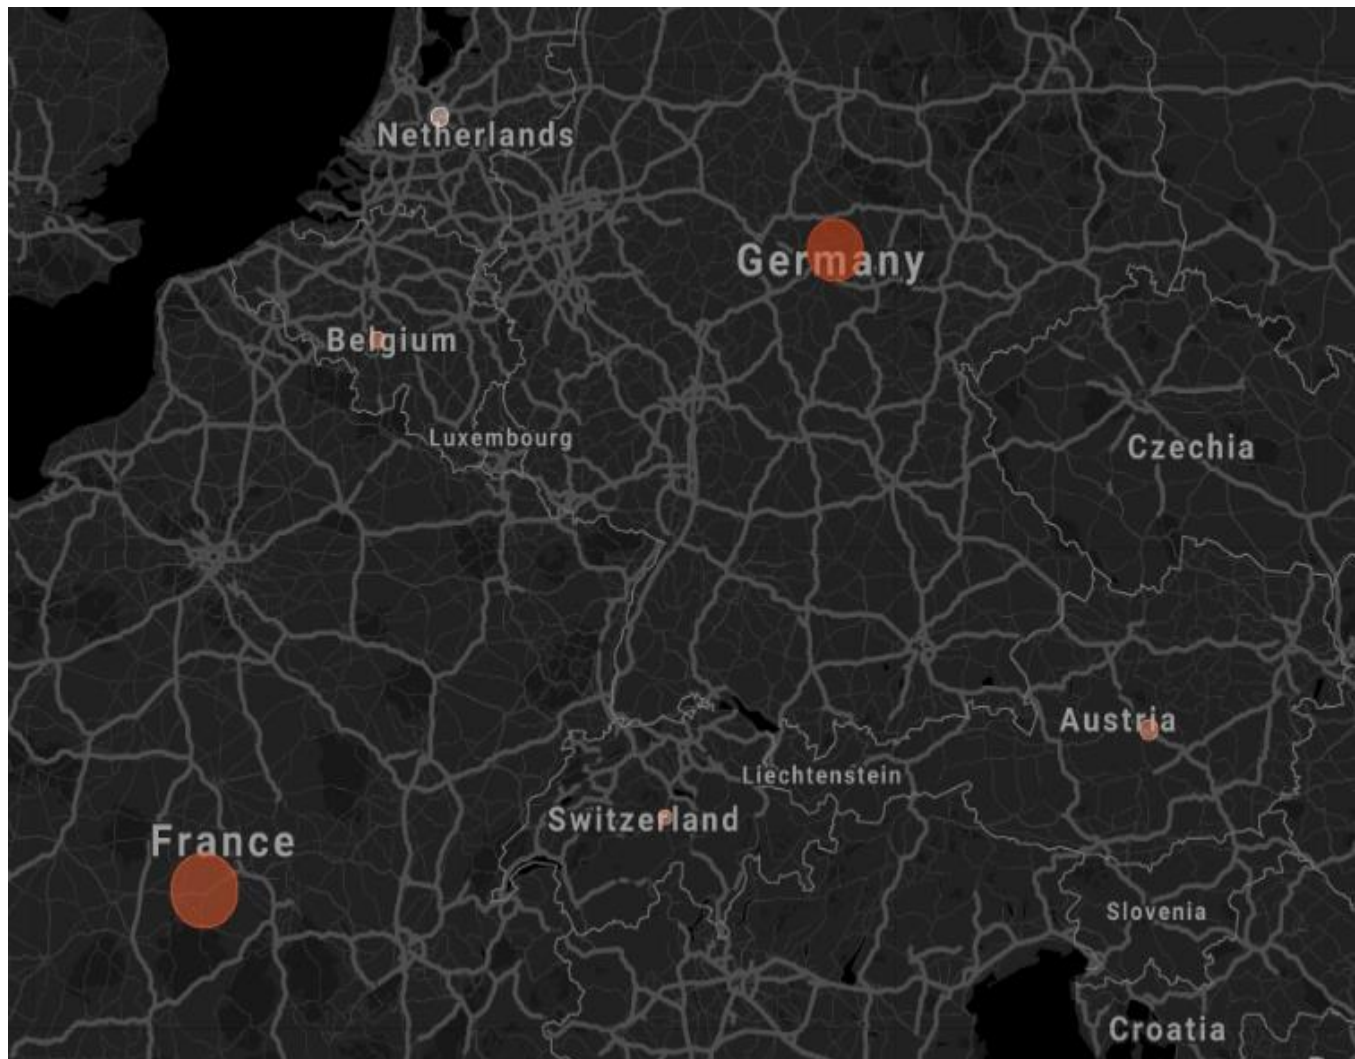 Netherlands
Germany
Belgium
Luxembourg
Czechia
Austria
Liechtenstein
Switzerland
France
Slovenia
Croatia